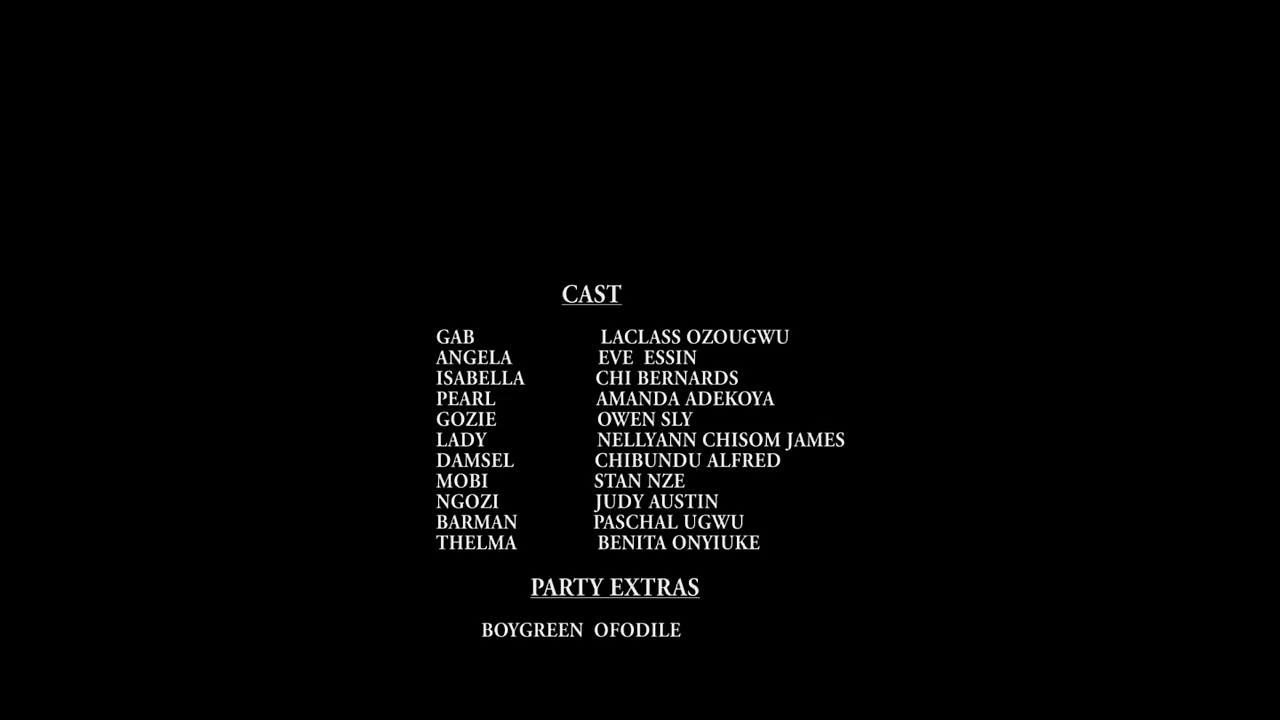 CAST
GAB LACLASS OZOUGWU
ANGELA EVE ESSIN
ISABELLA CHI BERNARDS
PEARL AMANDA ADEKOYA
GOZIE OWEN SLY
LADY NELLYANN CHISOM JAMES
DAMSEL CHIBUNDU ALFRED
MOBI STAN NZE
NGOZI JUDY AUSTIN
BARMAN PASCHAL UGWU
THELMA BENITA ONYIUKE
PARTY EXTRAS
BOYGREEN OFODILE